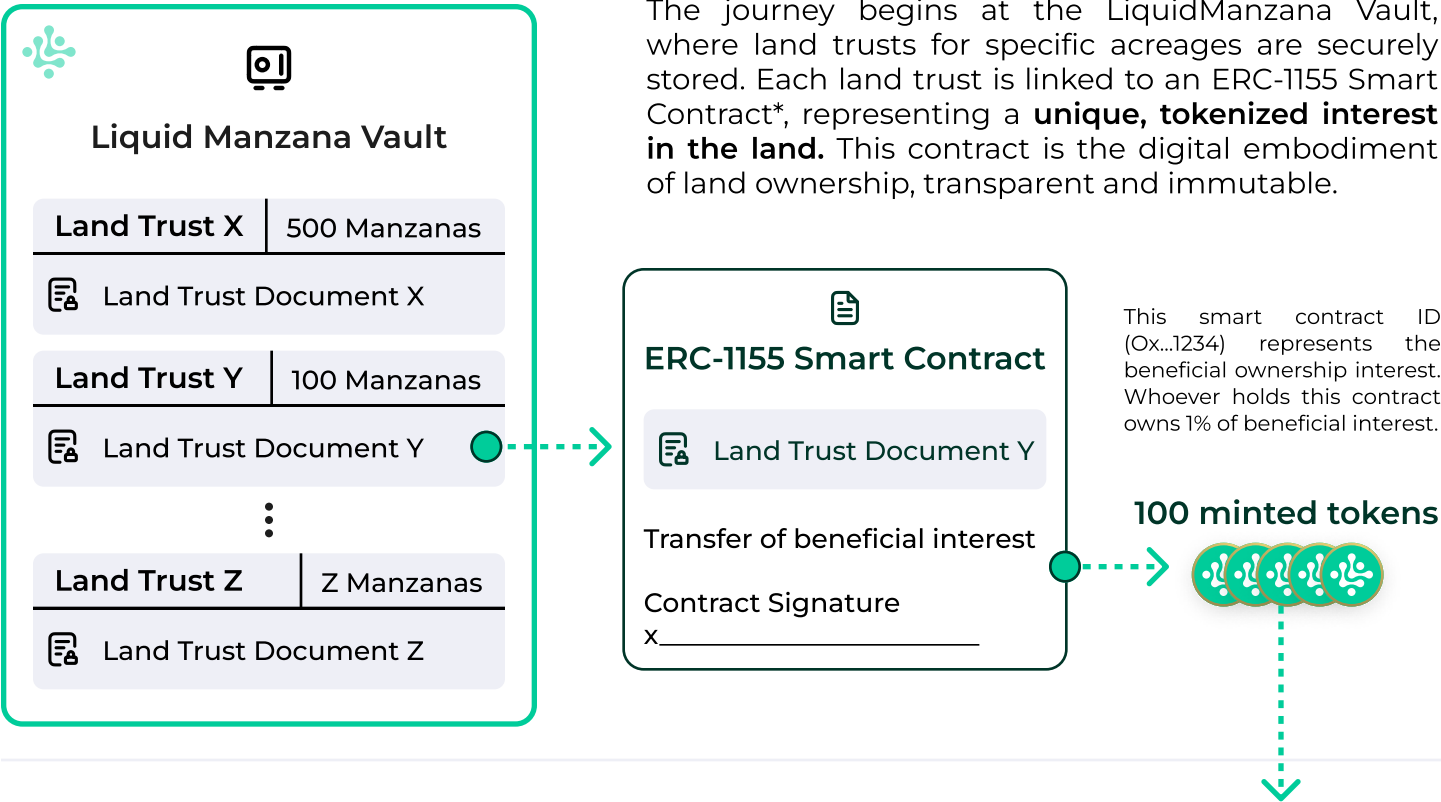 The journey begins at the LiquidManzana Vault,
where land trusts for specific acreages are securely
stored. Each land trust is linked to an ERC-1155 Smart
Contract*, representing a unique, tokenized interest
in the land. This contract is the digital embodiment
of land ownership, transparent and immutable.
Liquid Manzana Vault
Land Trust X
500 Manzanas
Land Trust Document X
Land Trust Y
100 Manzanas
Land Trust Document Y
Land Trust Z
Z Manzanas
Land Trust Document Z
ERC-1155 Smart Contract
Land Trust Document Y
Transfer of beneficial interest
Contract Signature
x_________________________
This smart contract ID
(Ox...1234) represents the
beneficial ownership interest.
Whoever holds this contract
owns 1% of beneficial interest.
100 minted tokens